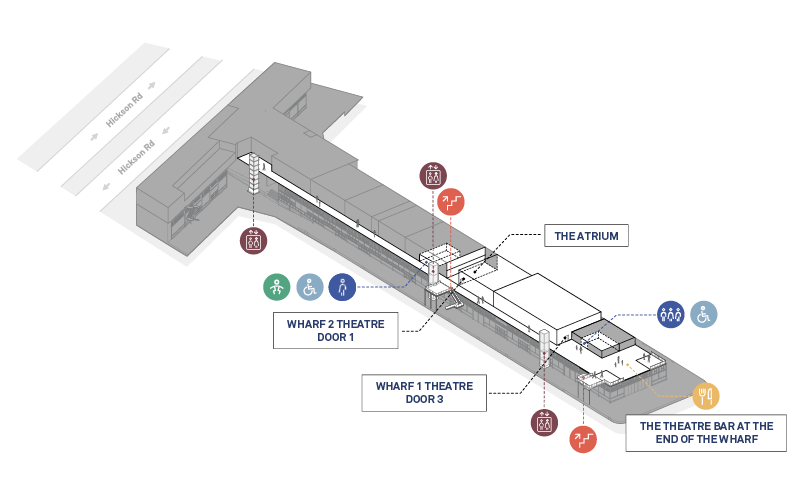 Hickson Rd
Hickson Rd
THE ATRIUM
WHARF 2 THEATRE
DOOR 1
WHARF 1 THEATRE
DOOR 3
THE THEATRE BAR AT THE
END OF THE WHARF